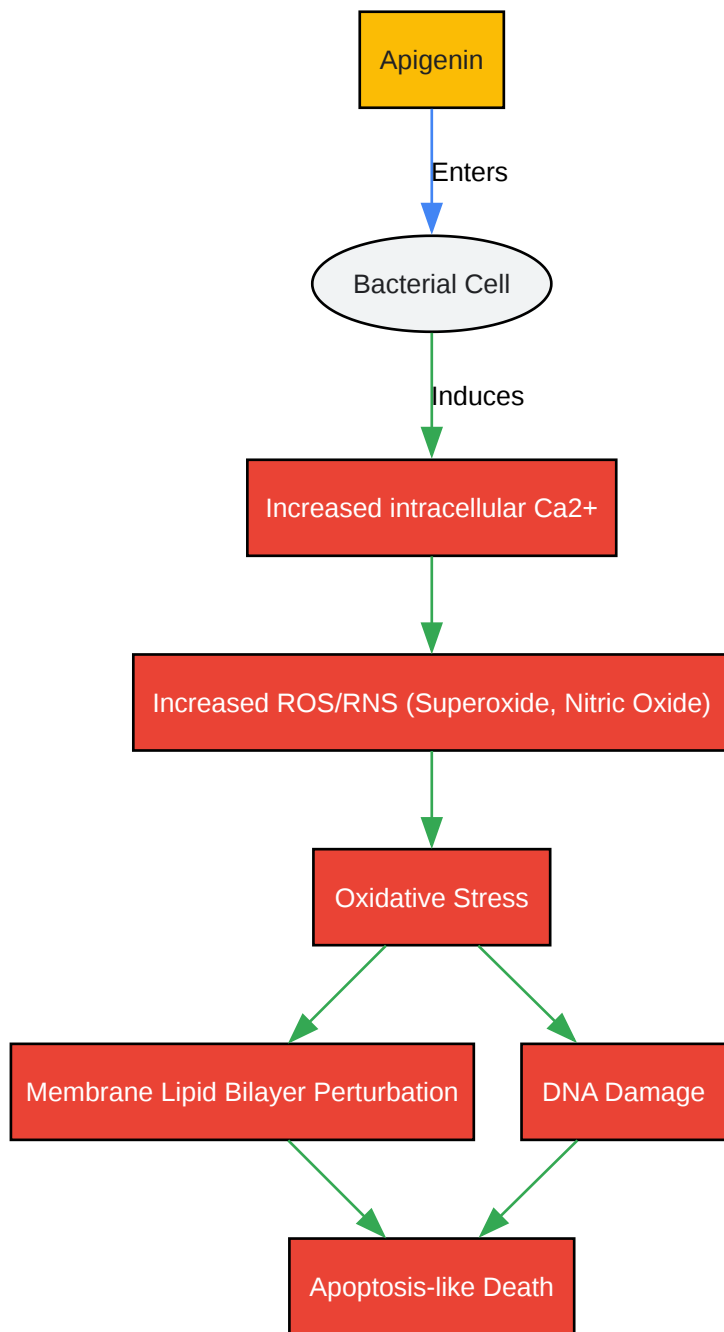 Apigenin
Enters
Bacterial Cell
Induces
Increased intracellular Ca2+
Increased ROS/RNS (Superoxide, Nitric Oxide)
Oxidative Stress
Membrane Lipid Bilayer Perturbation
DNA Damage
Apoptosis-like Death